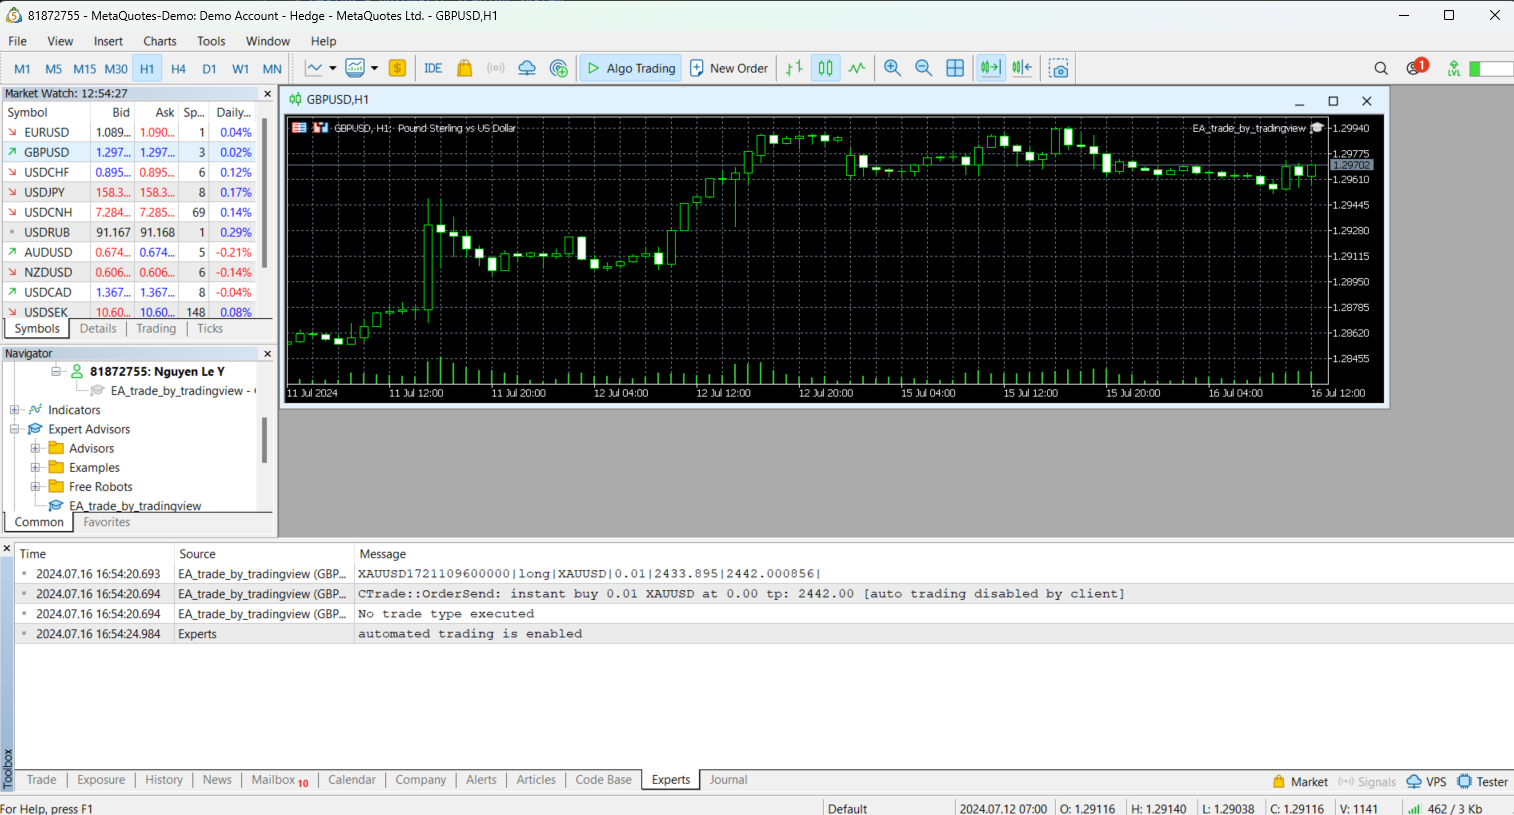 81872755 - MetaQuotes-Demo: Demo Account - Hedge - MetaQuotes Ltd. - GBPUSD,H1
File View Insert Charts Tools Window Help
M1 M5 M15 M30 H1 H4 D1 W1 MN IDE Algo Trading New Order 1 LVL
Market Watch: 12:54:27
Symbol Bid Ask Sp... Daily...
EURUSD 1.089... 1.090... 1 0.04%
GBPUSD 1.297... 1.297... 3 0.02%
USDCHF 0.895... 0.895... 6 0.12%
USDJPY 158.3... 158.3... 8 0.17%
USDCNH 7.284... 7.285... 69 0.14%
USDRUB 91.167 91.168 1 0.29%
AUDUSD 0.674... 0.674... 5 -0.21%
NZDUSD 0.606... 0.606... 6 -0.14%
USDCAD 1.367... 1.367... 8 -0.04%
USDSEK 10.60... 10.60... 148 0.08%
Symbols Details Trading Ticks
Navigator
81872755: Nguyen Le Y
EA_trade_by_tradingview -
Indicators
Expert Advisors
Advisors
Examples
Free Robots
EA_trade_by_tradingview
Common Favorites
GBPUSD,H1
GBPUSD, H1: Pound Sterling vs US Dollar
EA_trade_by_tradingview
1.29940
1.29775
1.29702
1.29610
1.29445
1.29280
1.29115
1.28950
1.28785
1.28620
1.28455
11 Jul 2024 11 Jul 12:00 11 Jul 20:00 12 Jul 04:00 12 Jul 12:00 12 Jul 20:00 15 Jul 04:00 15 Jul 12:00 15 Jul 20:00 16 Jul 04:00 16 Jul 12:00
Time Source Message
2024.07.16 16:54:20.693 EA_trade_by_tradingview (GBP... XAUUSD1721109600000|long|XAUUSD|0.01|2433.895|2442.000856|
2024.07.16 16:54:20.694 EA_trade_by_tradingview (GBP... CTrade::OrderSend: instant buy 0.01 XAUUSD at 0.00 tp: 2442.00 [auto trading disabled by client]
2024.07.16 16:54:20.694 EA_trade_by_tradingview (GBP... No trade type executed
2024.07.16 16:54:24.984 Experts automated trading is enabled
Toolbox
Trade Exposure History News Mailbox 10 Calendar Company Alerts Articles Code Base Experts Journal
Market Signals VPS Tester
For Help, press F1 Default 2024.07.12 07:00 O: 1.29116 H: 1.29140 L: 1.29038 C: 1.29116 V: 1141 462 / 3 Kb